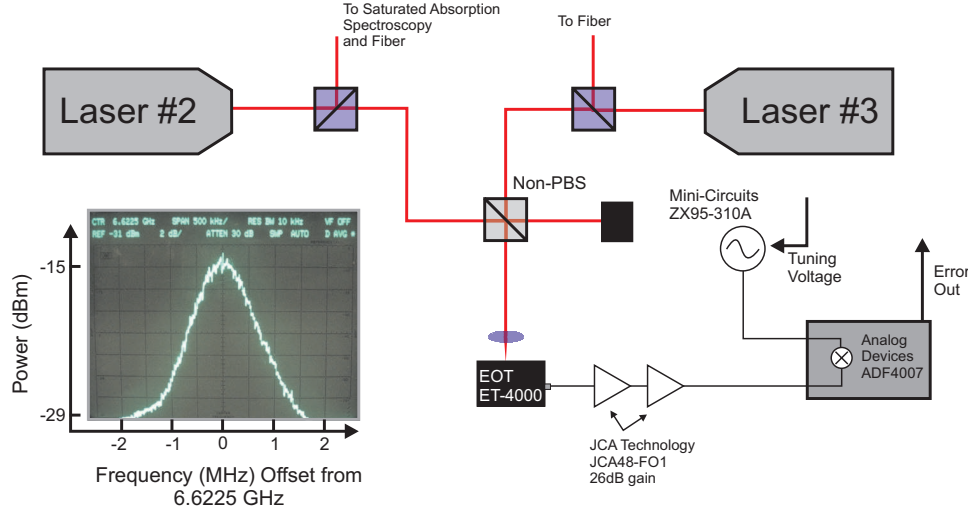 To Saturated Absorption
Spectroscopy
and Fiber
To Fiber
Laser #2
Laser #3
Non-PBS
Mini-Circuits
ZX95-310A
Tuning
Voltage
Error
Out
Analog
Devices
ADF4007
EOT
ET-4000
JCA Technology
JCA48-FO1
26dB gain
CTR 6.6225 GHz SPAN 500 kHz/ RES BW 10 kHz VF OFF
REF -31 dBm 2 dB/ ATTEN 30 dB SWP AUTO D AVG
Power (dBm)
-15
-29
-2 -1 0 1 2
Frequency (MHz) Offset from
6.6225 GHz